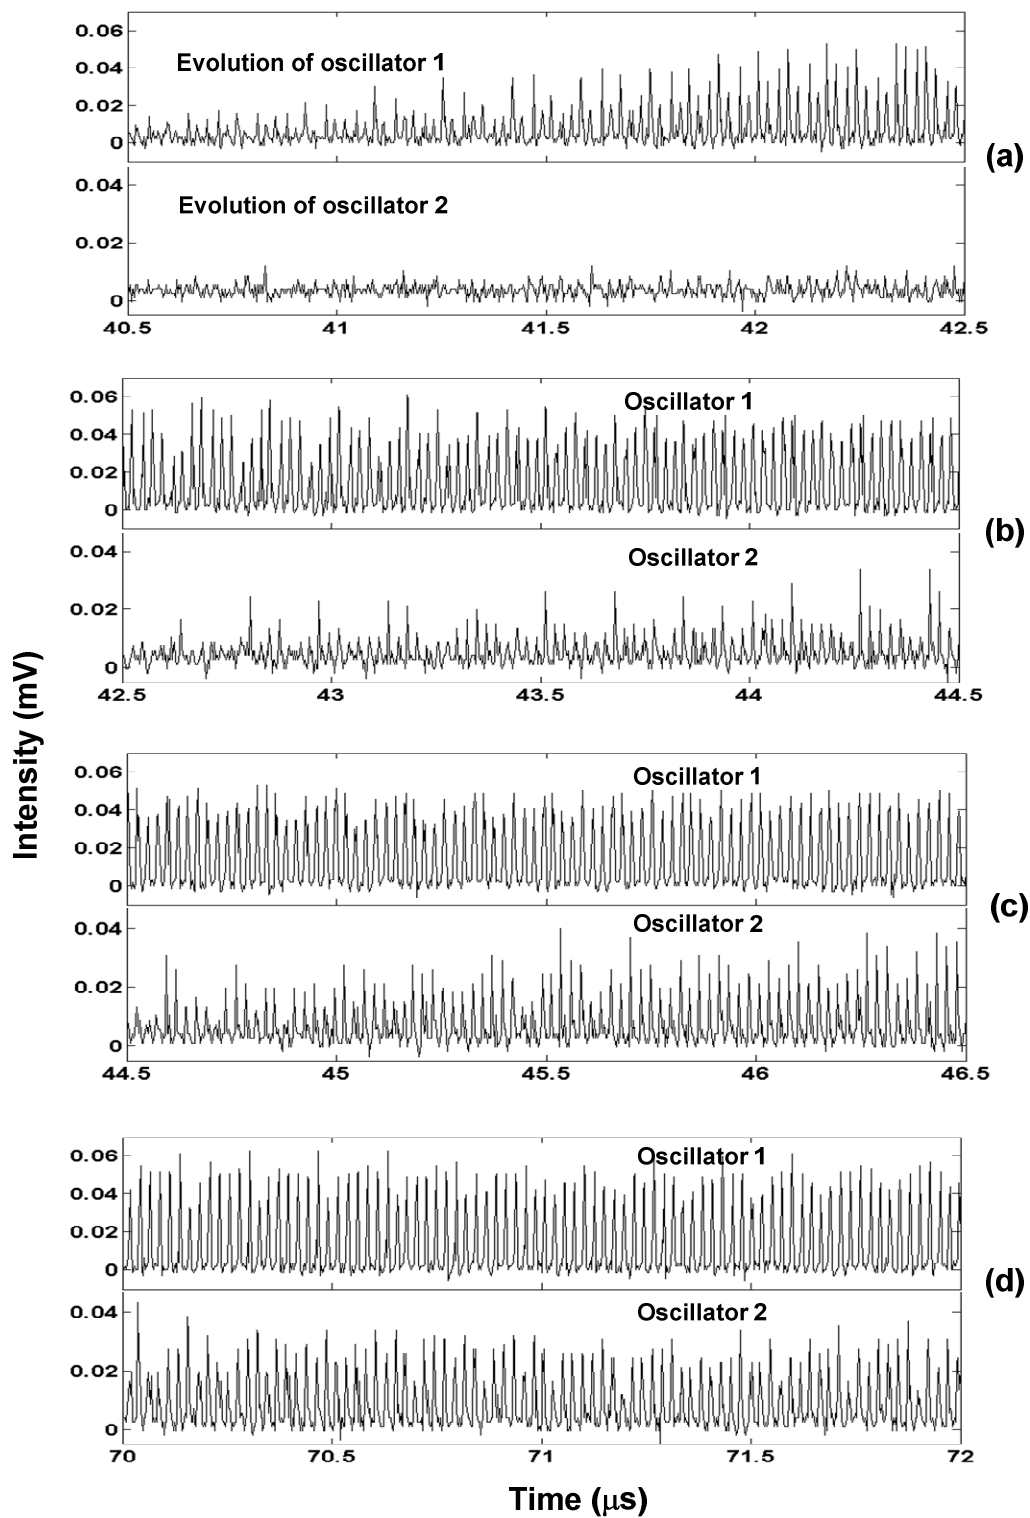 0.06
Evolution of oscillator 1
0.04
0.02
0
(a)
0.04
Evolution of oscillator 2
0.02
0
40.5 41 41.5 42 42.5
0.06
Oscillator 1
0.04
0.02
0
(b)
0.04
Oscillator 2
0.02
0
42.5 43 43.5 44 44.5
Intensity (mV)
0.06
Oscillator 1
0.04
0.02
0
(c)
0.04
Oscillator 2
0.02
0
44.5 45 45.5 46 46.5
0.06
Oscillator 1
0.04
0.02
0
(d)
0.04
Oscillator 2
0.02
0
70 70.5 71 71.5 72
Time (μs)